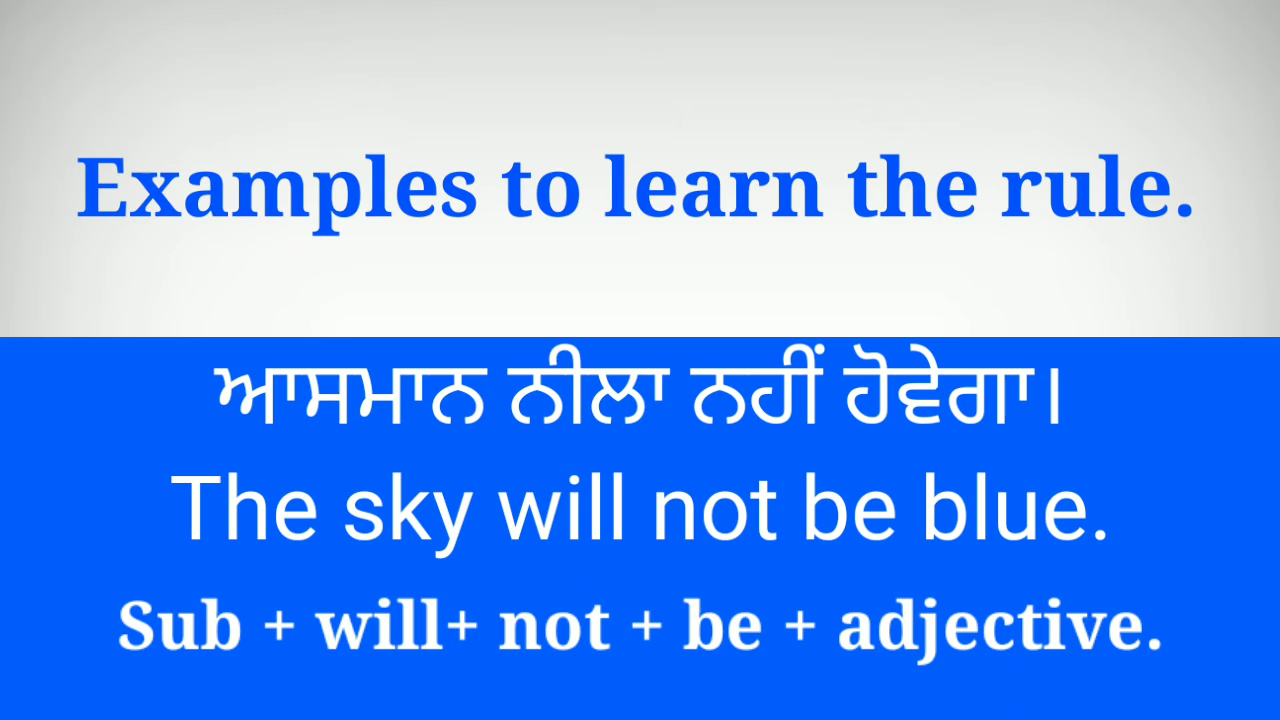 Examples to learn the rule.
ਆਸਮਾਨ ਨੀਲਾ ਨਹੀਂ ਹੋਵੇਗਾ।
The sky will not be blue.
Sub + will+ not + be + adjective.